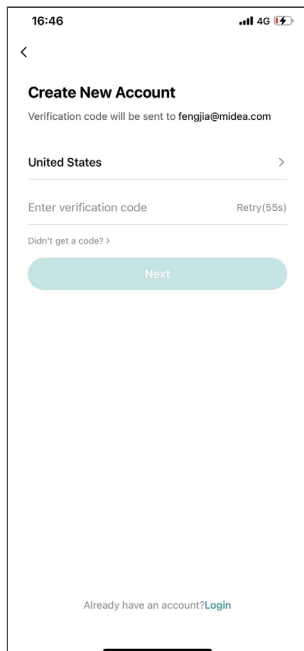 16:46
4G
Create New Account
Verification code will be sent to fengjia@midea.com
United States
Enter verification code Retry(55s)
Didn't get a code?
Next
Already have an account?Login